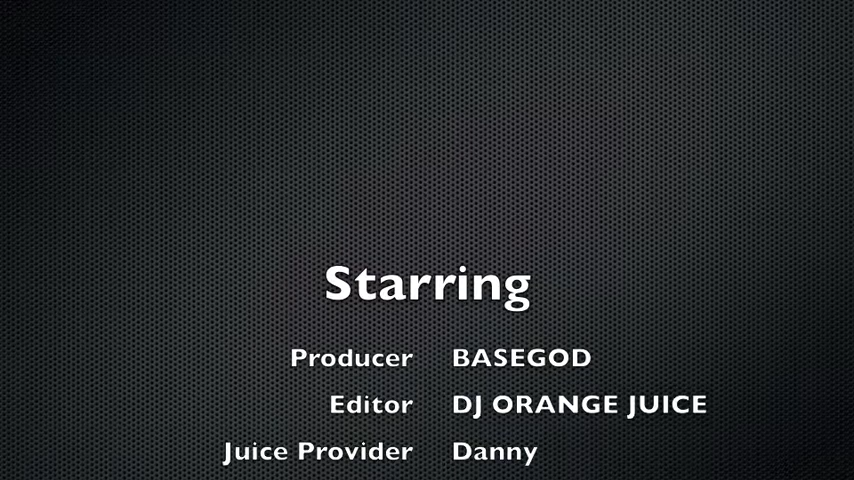 Starring
Producer BASEGOD
Editor DJ ORANGE JUICE
Juice Provider Danny